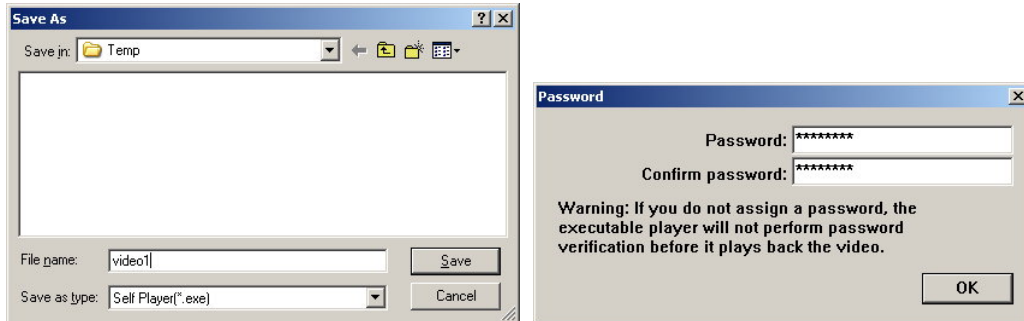 Save As
Save in: Temp
File name: video1
Save
Save as type: Self Player(*.exe)
Cancel
Password
Password: ********
Confirm password: ********
Warning: If you do not assign a password, the
executable player will not perform password
verification before it plays back the video.
OK